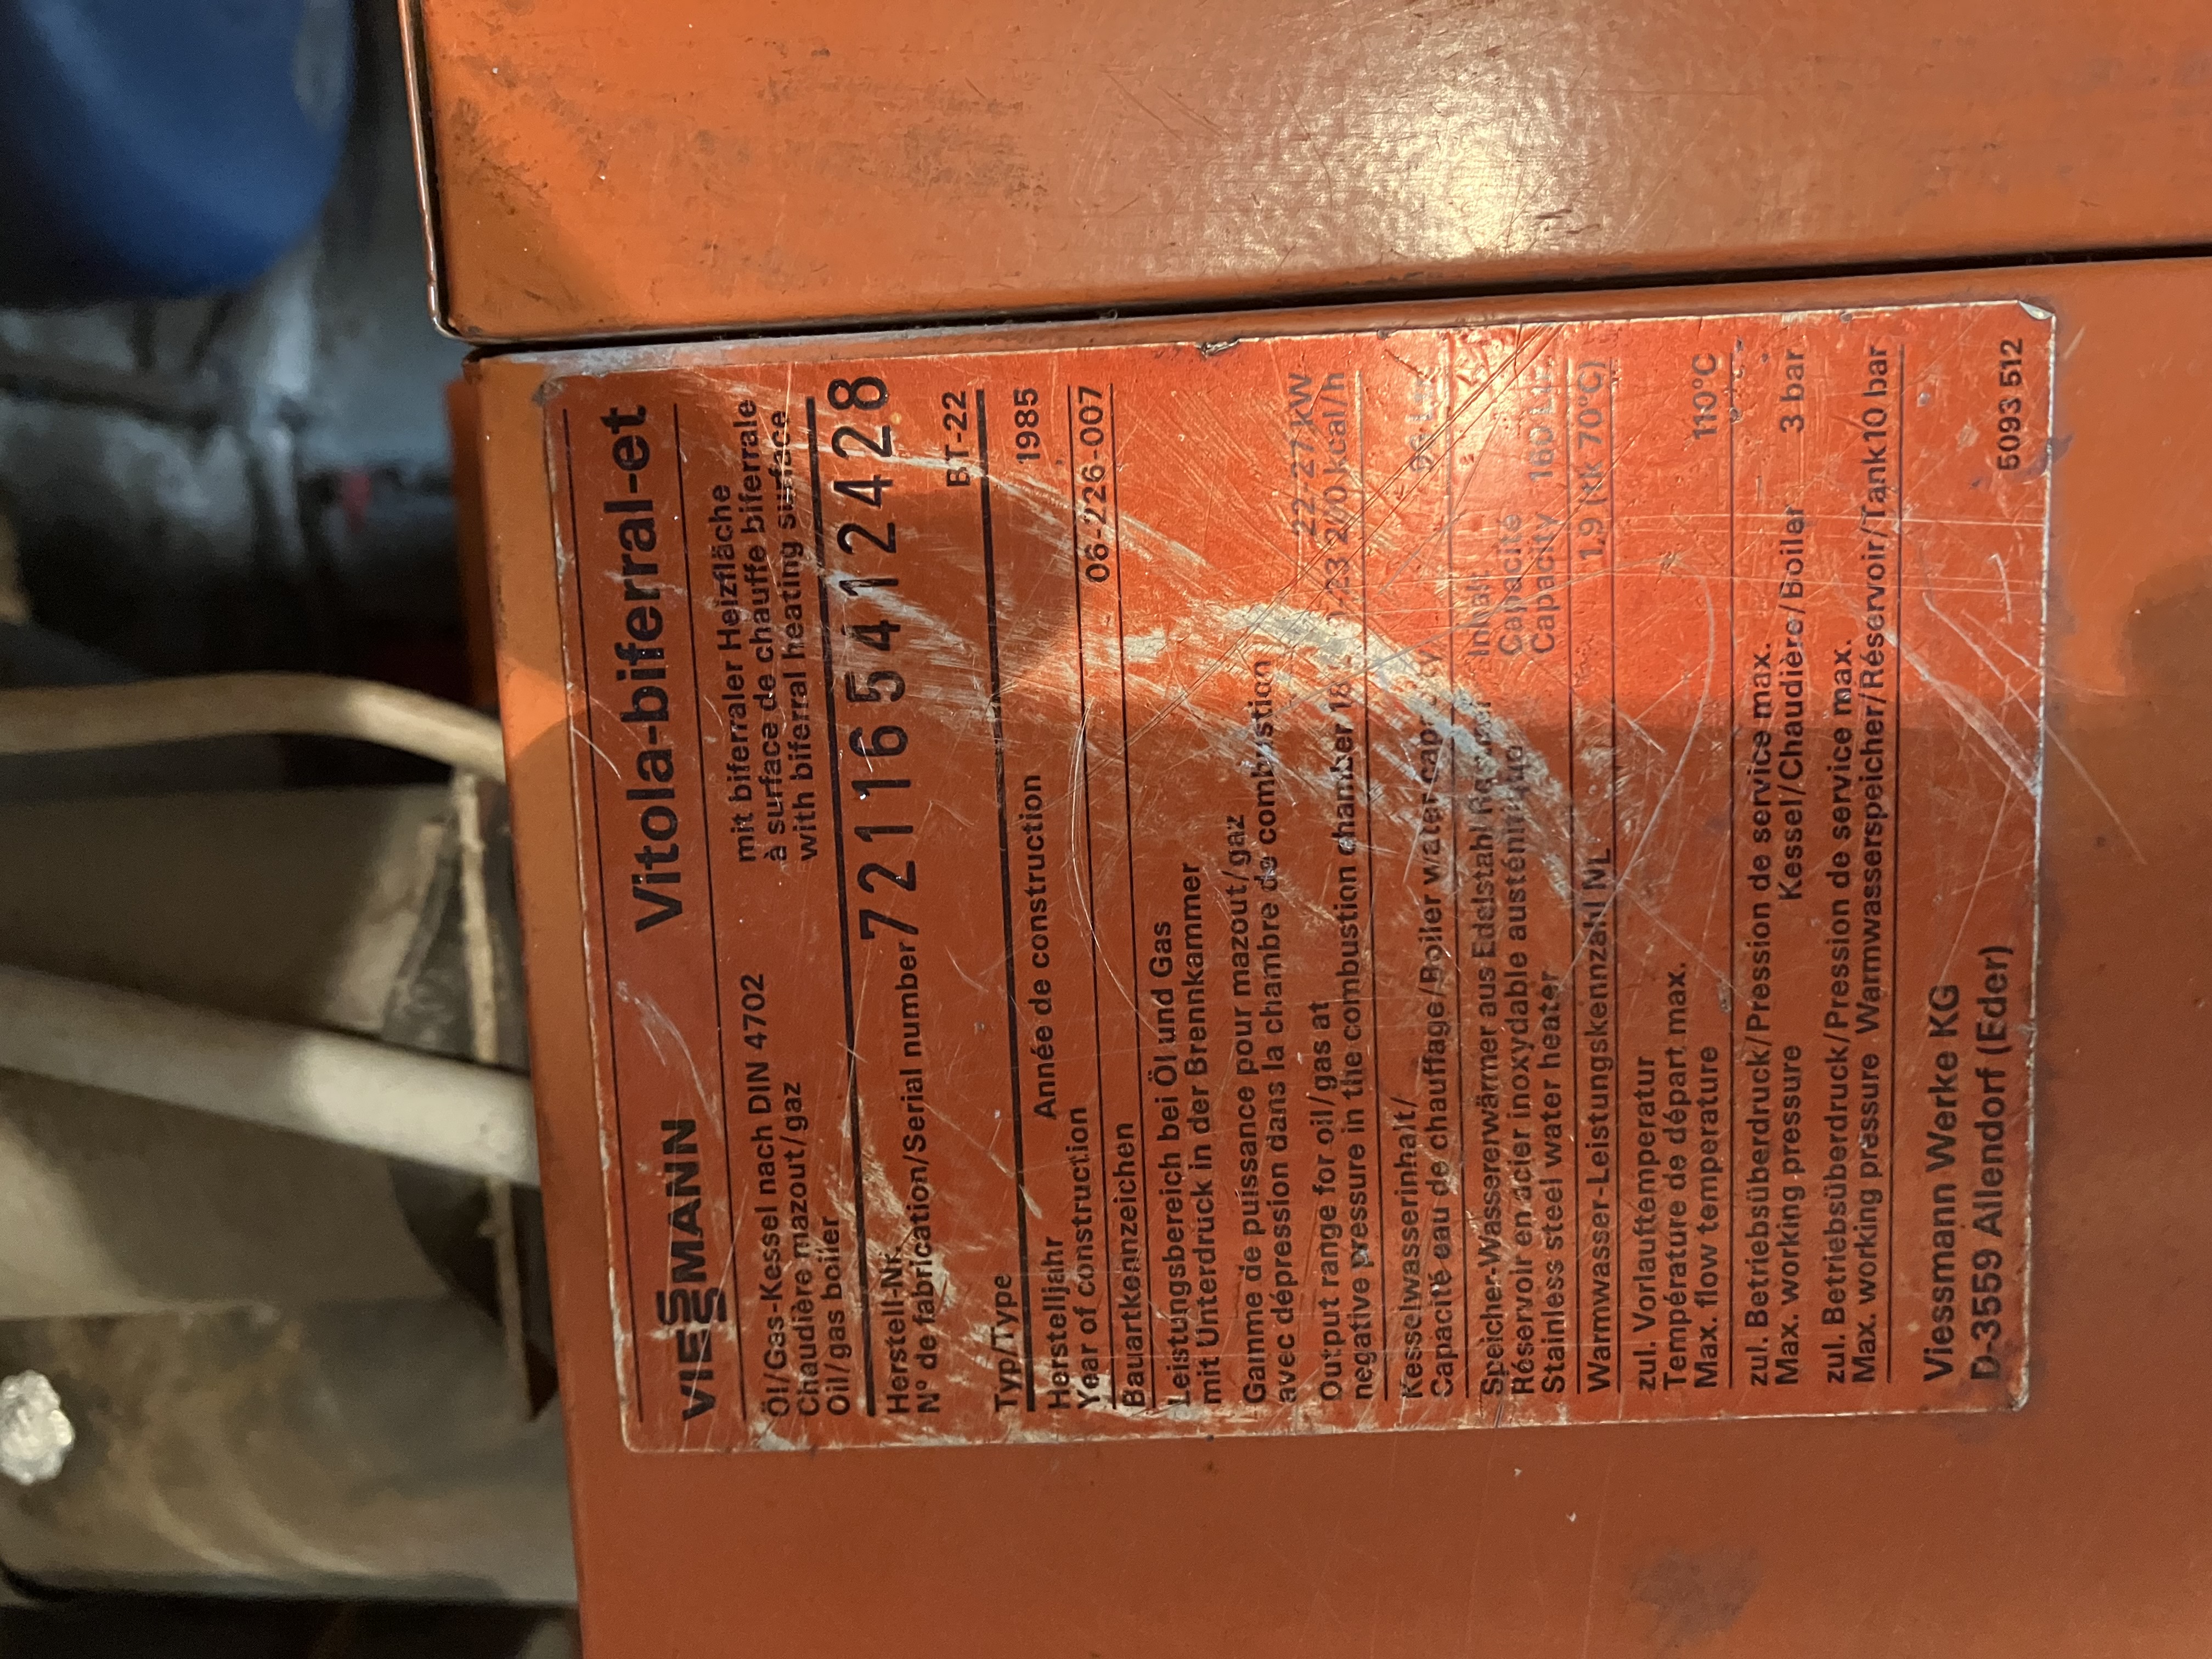 VIESSMANN Vitola-biferral-et
Öl/Gas-Kessel nach DIN 4702 mit biferraler Heizfläche
Chaudière mazout/gaz à surface de chauffe biferrale
Oil/gas boiler with biferral heating surface
Herstell-Nr.
N° de fabrication/Serial number 7211654124 28
Typ/Type BT-22
Herstelljahr Année de construction 1985
Year of construction
Bauartkennzeichen 06-226-007
Leistungsbereich bei Öl und Gas
mit Unterdruck in der Brennkammer
Gamme de puissance pour mazout/gaz
avec dépression dans la chambre de combustion
Output range for oil/gas at 22-27 kW
negative pressure in the combustion chamber 18 23 200 kcal/h
Kesselwasserinhalt/
Capacité eau de chauffage/Boiler water capacity
Speicher-Wassererwärmer aus Edelstahl Inhalt
Réservoir en acier inoxydable austénitique Capacité
Stainless steel water heater Capacity 160
Warmwasser-Leistungskennzahl NL 1,9 (tk 70°C)
zul. Vorlauftemperatur
Température de départ max.
Max. flow temperature 110°C
zul. Betriebsüberdruck/Pression de service max.
Max. working pressure Kessel/Chaudière/Boiler 3 bar
zul. Betriebsüberdruck/Pression de service max.
Max. working pressure Warmwasserspeicher/Réservoir/Tank 10 bar
Viessmann Werke KG
D-3559 Allendorf (Eder) 5093 512